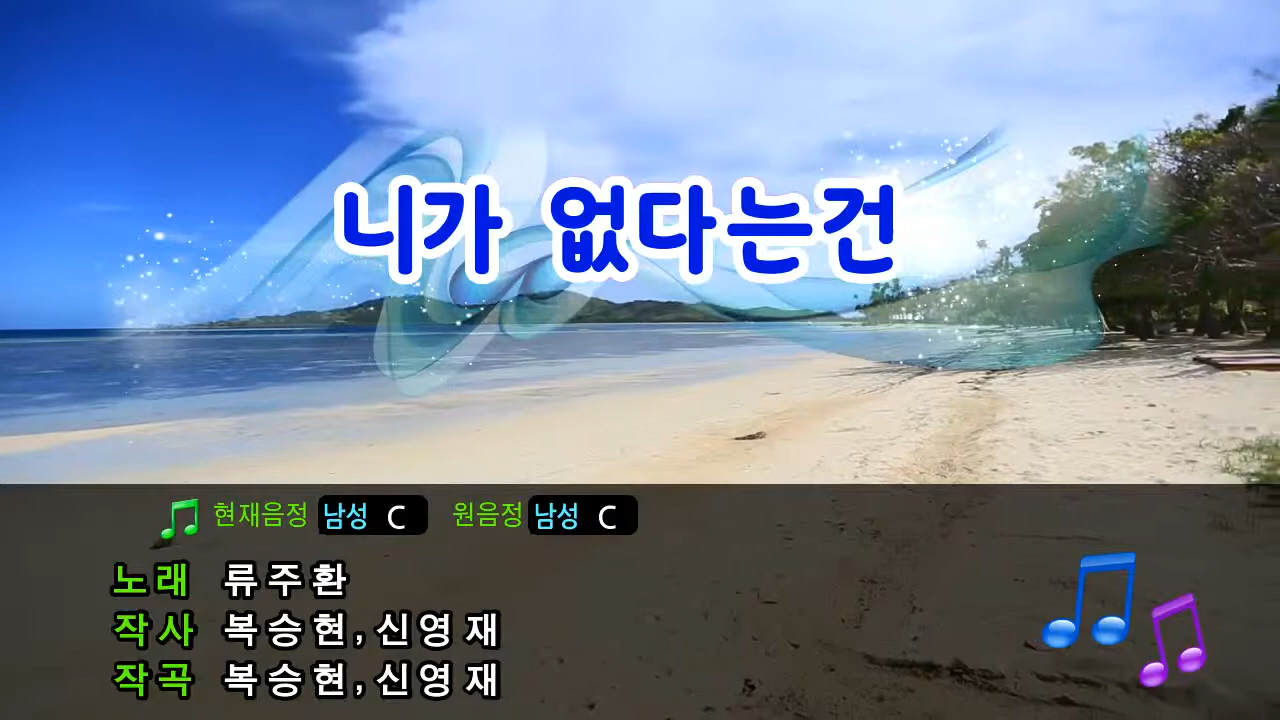 니가 없다는건
현재음정 남성 C 원음정 남성 C
노래 류주환
작사 복승현,신영재
작곡 복승현,신영재